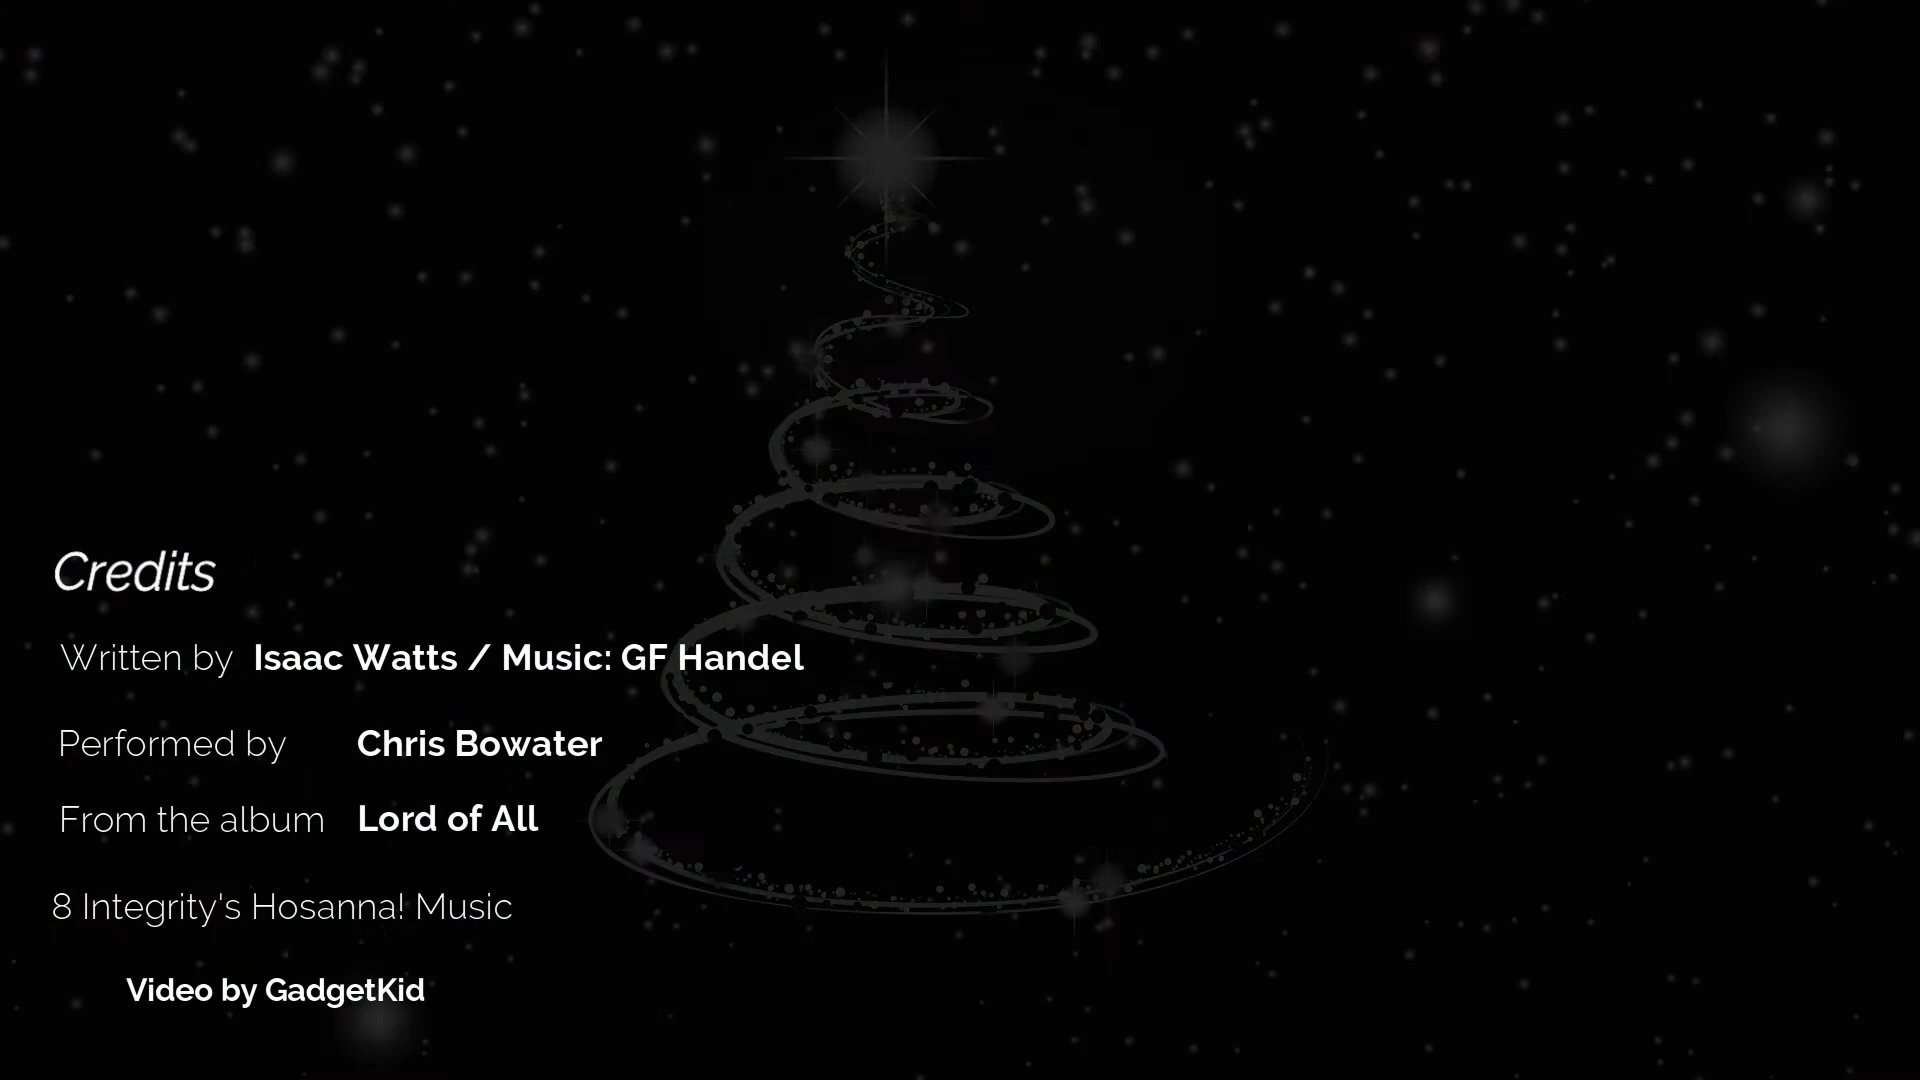 Credits
Written by Isaac Watts / Music: GF Handel
Performed by Chris Bowater
From the album Lord of All
8 Integrity's Hosanna! Music
Video by GadgetKid